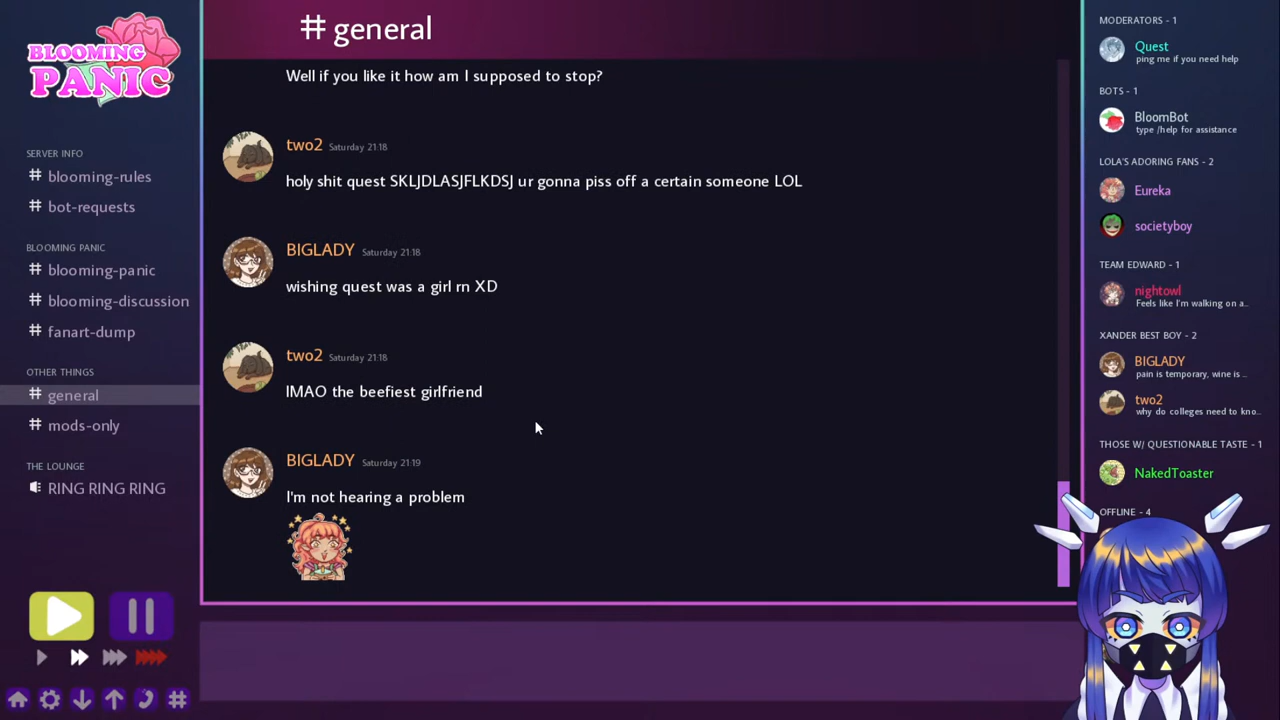 BLOOMING
PANIC
SERVER INFO
# blooming-rules
# bot-requests
BLOOMING PANIC
# blooming-panic
# blooming-discussion
# fanart-dump
OTHER THINGS
# general
# mods-only
THE LOUNGE
RING RING RING
# general
Well if you like it how am I supposed to stop?
two2 Saturday 21:18
holy shit quest SKLJDLASJFLKDSJ ur gonna piss off a certain someone LOL
BIGLADY Saturday 21:18
wishing quest was a girl rn XD
two2 Saturday 21:18
lMAO the beefiest girlfriend
BIGLADY Saturday 21:19
I'm not hearing a problem
MODERATORS - 1
Quest
ping me if you need help
BOTS - 1
BloomBot
type /help for assistance
LOLA'S ADORING FANS - 2
Eureka
societyboy
TEAM EDWARD - 1
nightowl
Feels like I'm walking on a...
XANDER BEST BOY - 2
BIGLADY
pain is temporary, wine is ...
two2
why do colleges need to kno...
THOSE W/ QUESTIONABLE TASTE - 1
NakedToaster
OFFLINE - 4